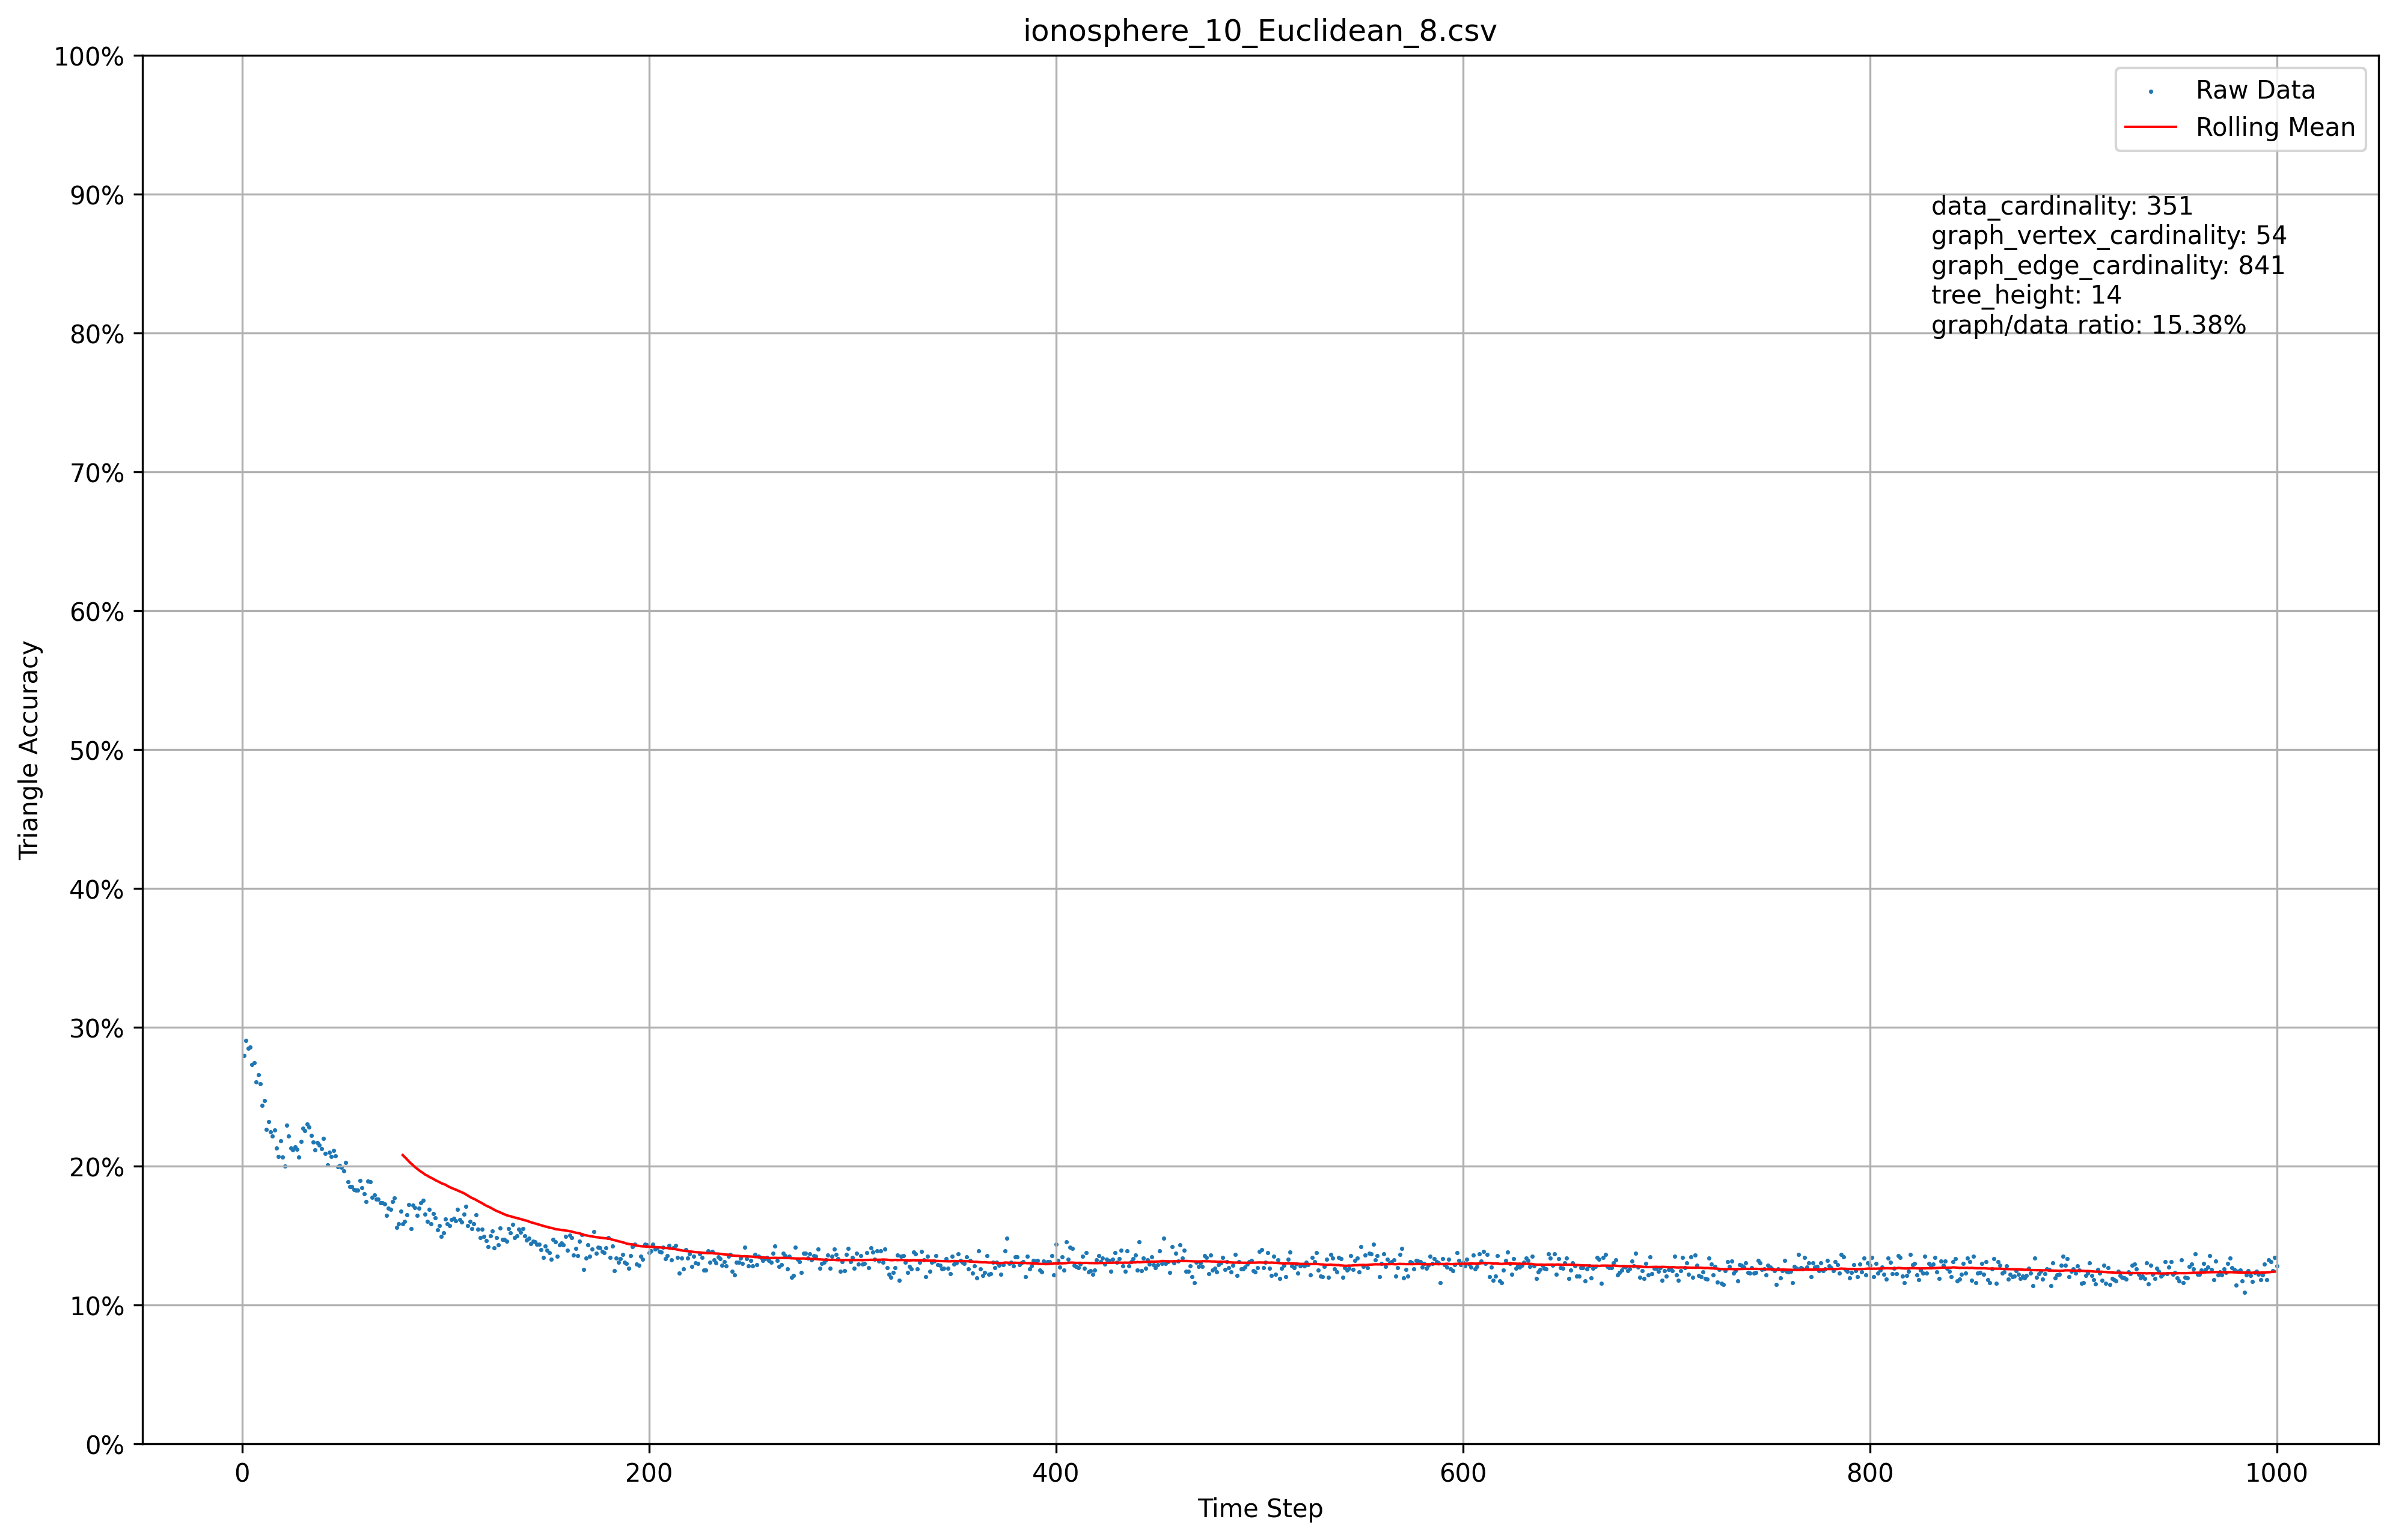 ionosphere_10_Euclidean_8.csv
100%
90%
80%
70%
60%
50%
40%
30%
20%
10%
0%
Triangle Accuracy
Raw Data
Rolling Mean
data_cardinality: 351
graph_vertex_cardinality: 54
graph_edge_cardinality: 841
tree_height: 14
graph/data ratio: 15.38%
0 200 400 600 800 1000
Time Step